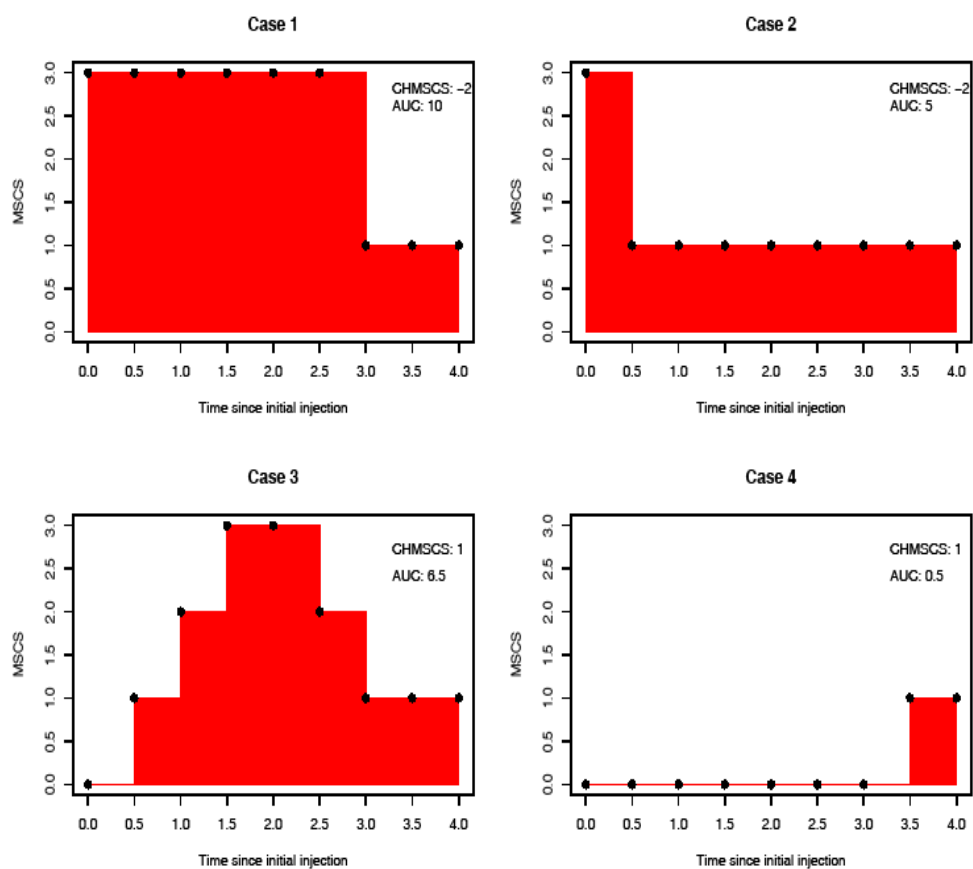 Case 1
CHMSCS: -2
AUC: 10
MSCS
3.0
2.5
2.0
1.5
1.0
0.5
0.0
0.0 0.5 1.0 1.5 2.0 2.5 3.0 3.5 4.0
Time since initial injection
Case 2
CHMSCS: -2
AUC: 5
MSCS
3.0
2.5
2.0
1.5
1.0
0.5
0.0
0.0 0.5 1.0 1.5 2.0 2.5 3.0 3.5 4.0
Time since initial injection
Case 3
CHMSCS: 1
AUC: 6.5
MSCS
3.0
2.5
2.0
1.5
1.0
0.5
0.0
0.0 0.5 1.0 1.5 2.0 2.5 3.0 3.5 4.0
Time since initial injection
Case 4
CHMSCS: 1
AUC: 0.5
MSCS
3.0
2.5
2.0
1.5
1.0
0.5
0.0
0.0 0.5 1.0 1.5 2.0 2.5 3.0 3.5 4.0
Time since initial injection